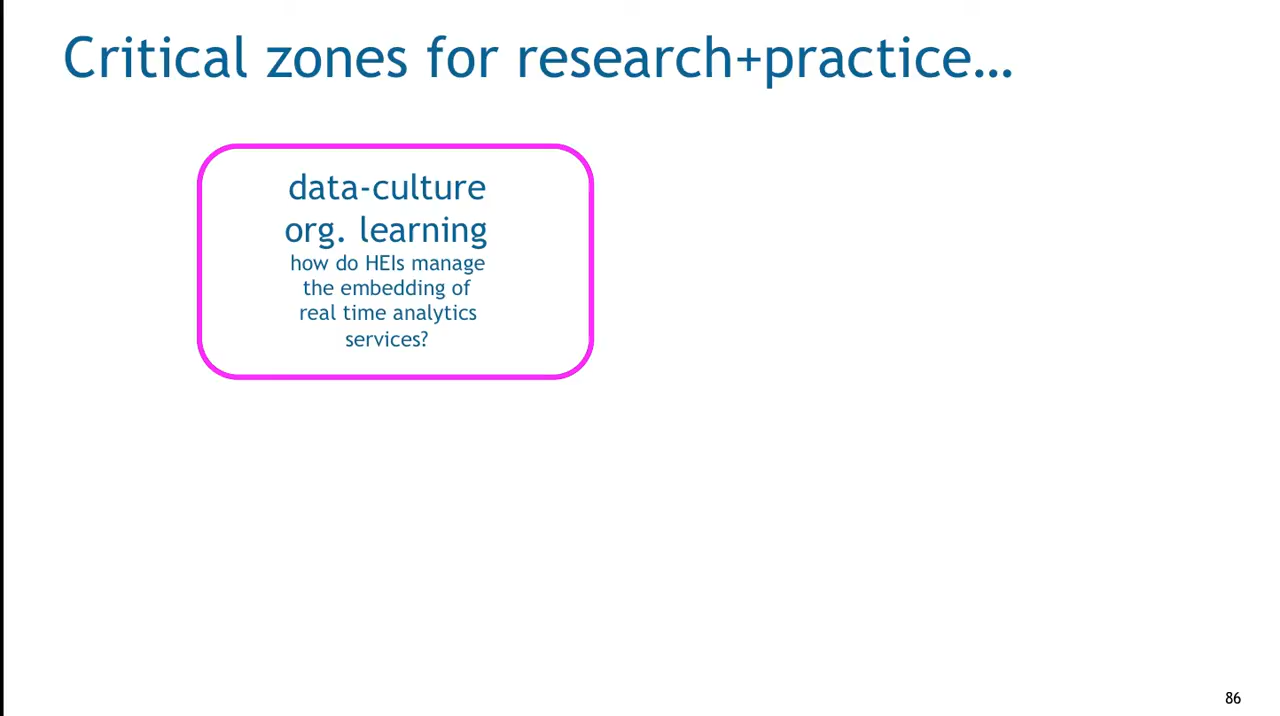 Critical zones for research+practice…
data-culture
org. learning
how do HEIs manage
the embedding of
real time analytics
services?
86